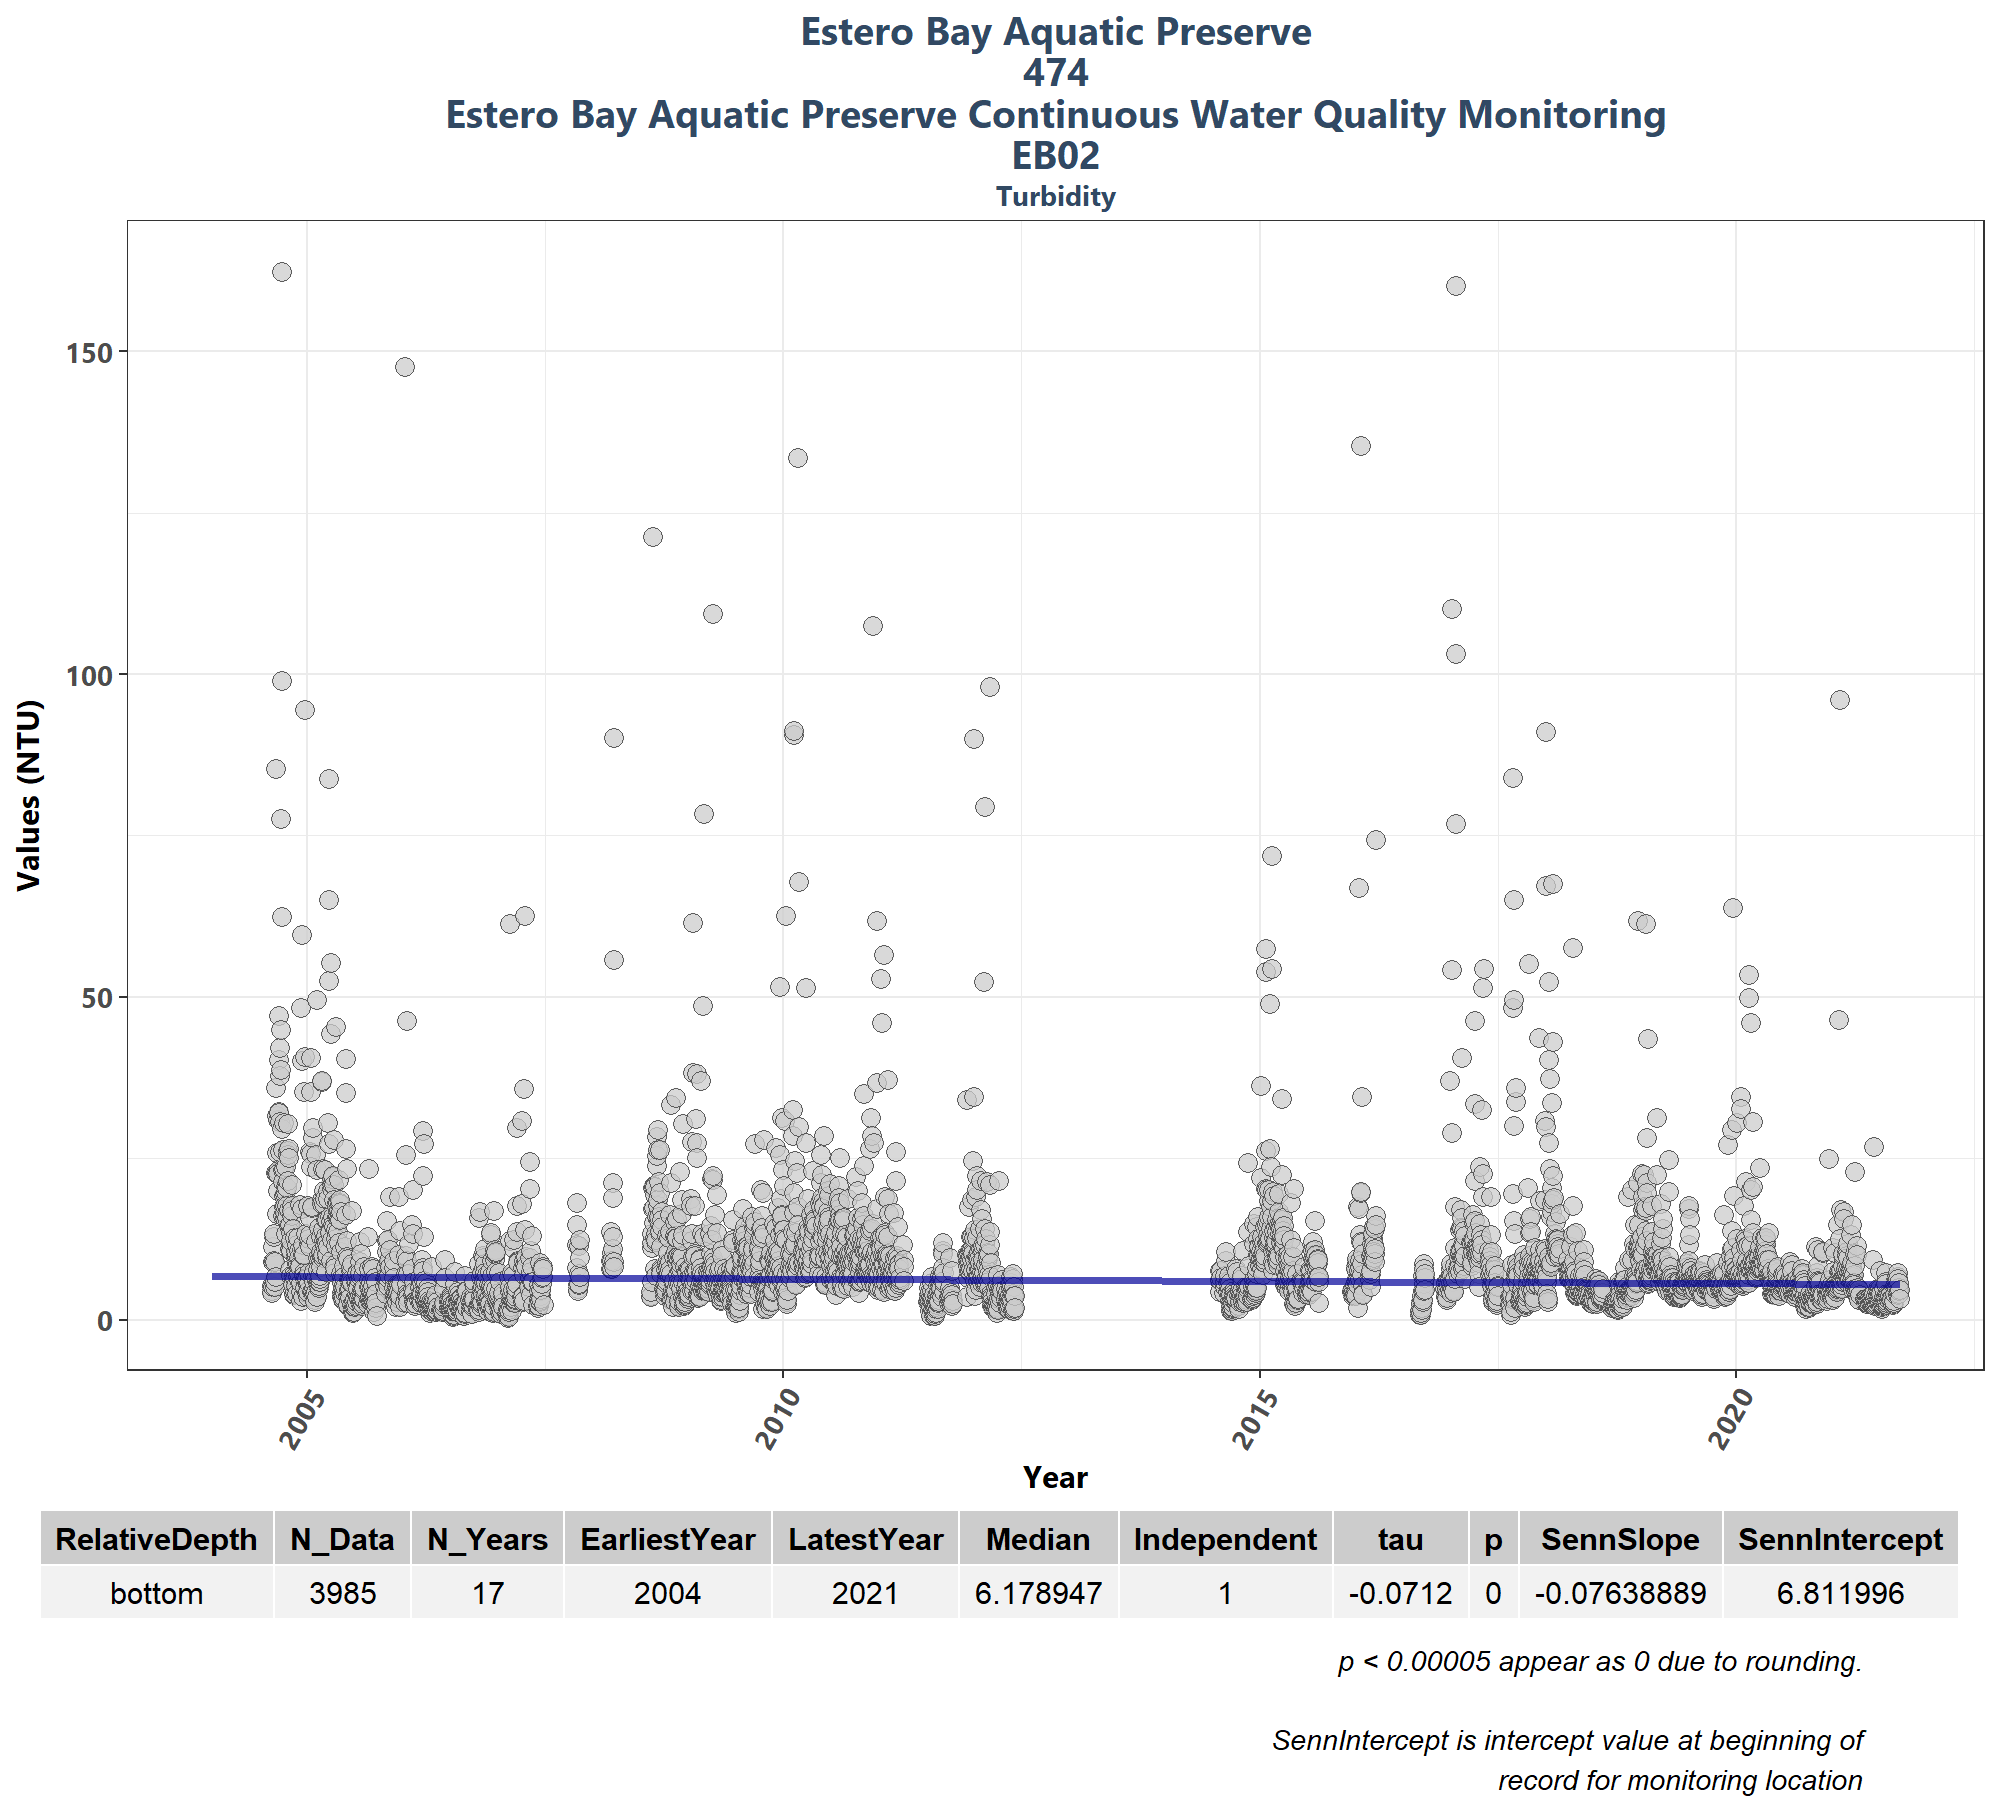 Estero Bay Aquatic Preserve
474
Estero Bay Aquatic Preserve Continuous Water Quality Monitoring
EB02
Turbidity
Values (NTU)
150
100
50
0
2005 2010 2015 2020
Year
RelativeDepth N_Data N_Years EarliestYear LatestYear Median Independent tau p SennSlope SennIntercept
bottom 3985 17 2004 2021 6.178947 1 -0.0712 0 -0.07638889 6.811996
p < 0.00005 appear as 0 due to rounding.
SennIntercept is intercept value at beginning of
record for monitoring location